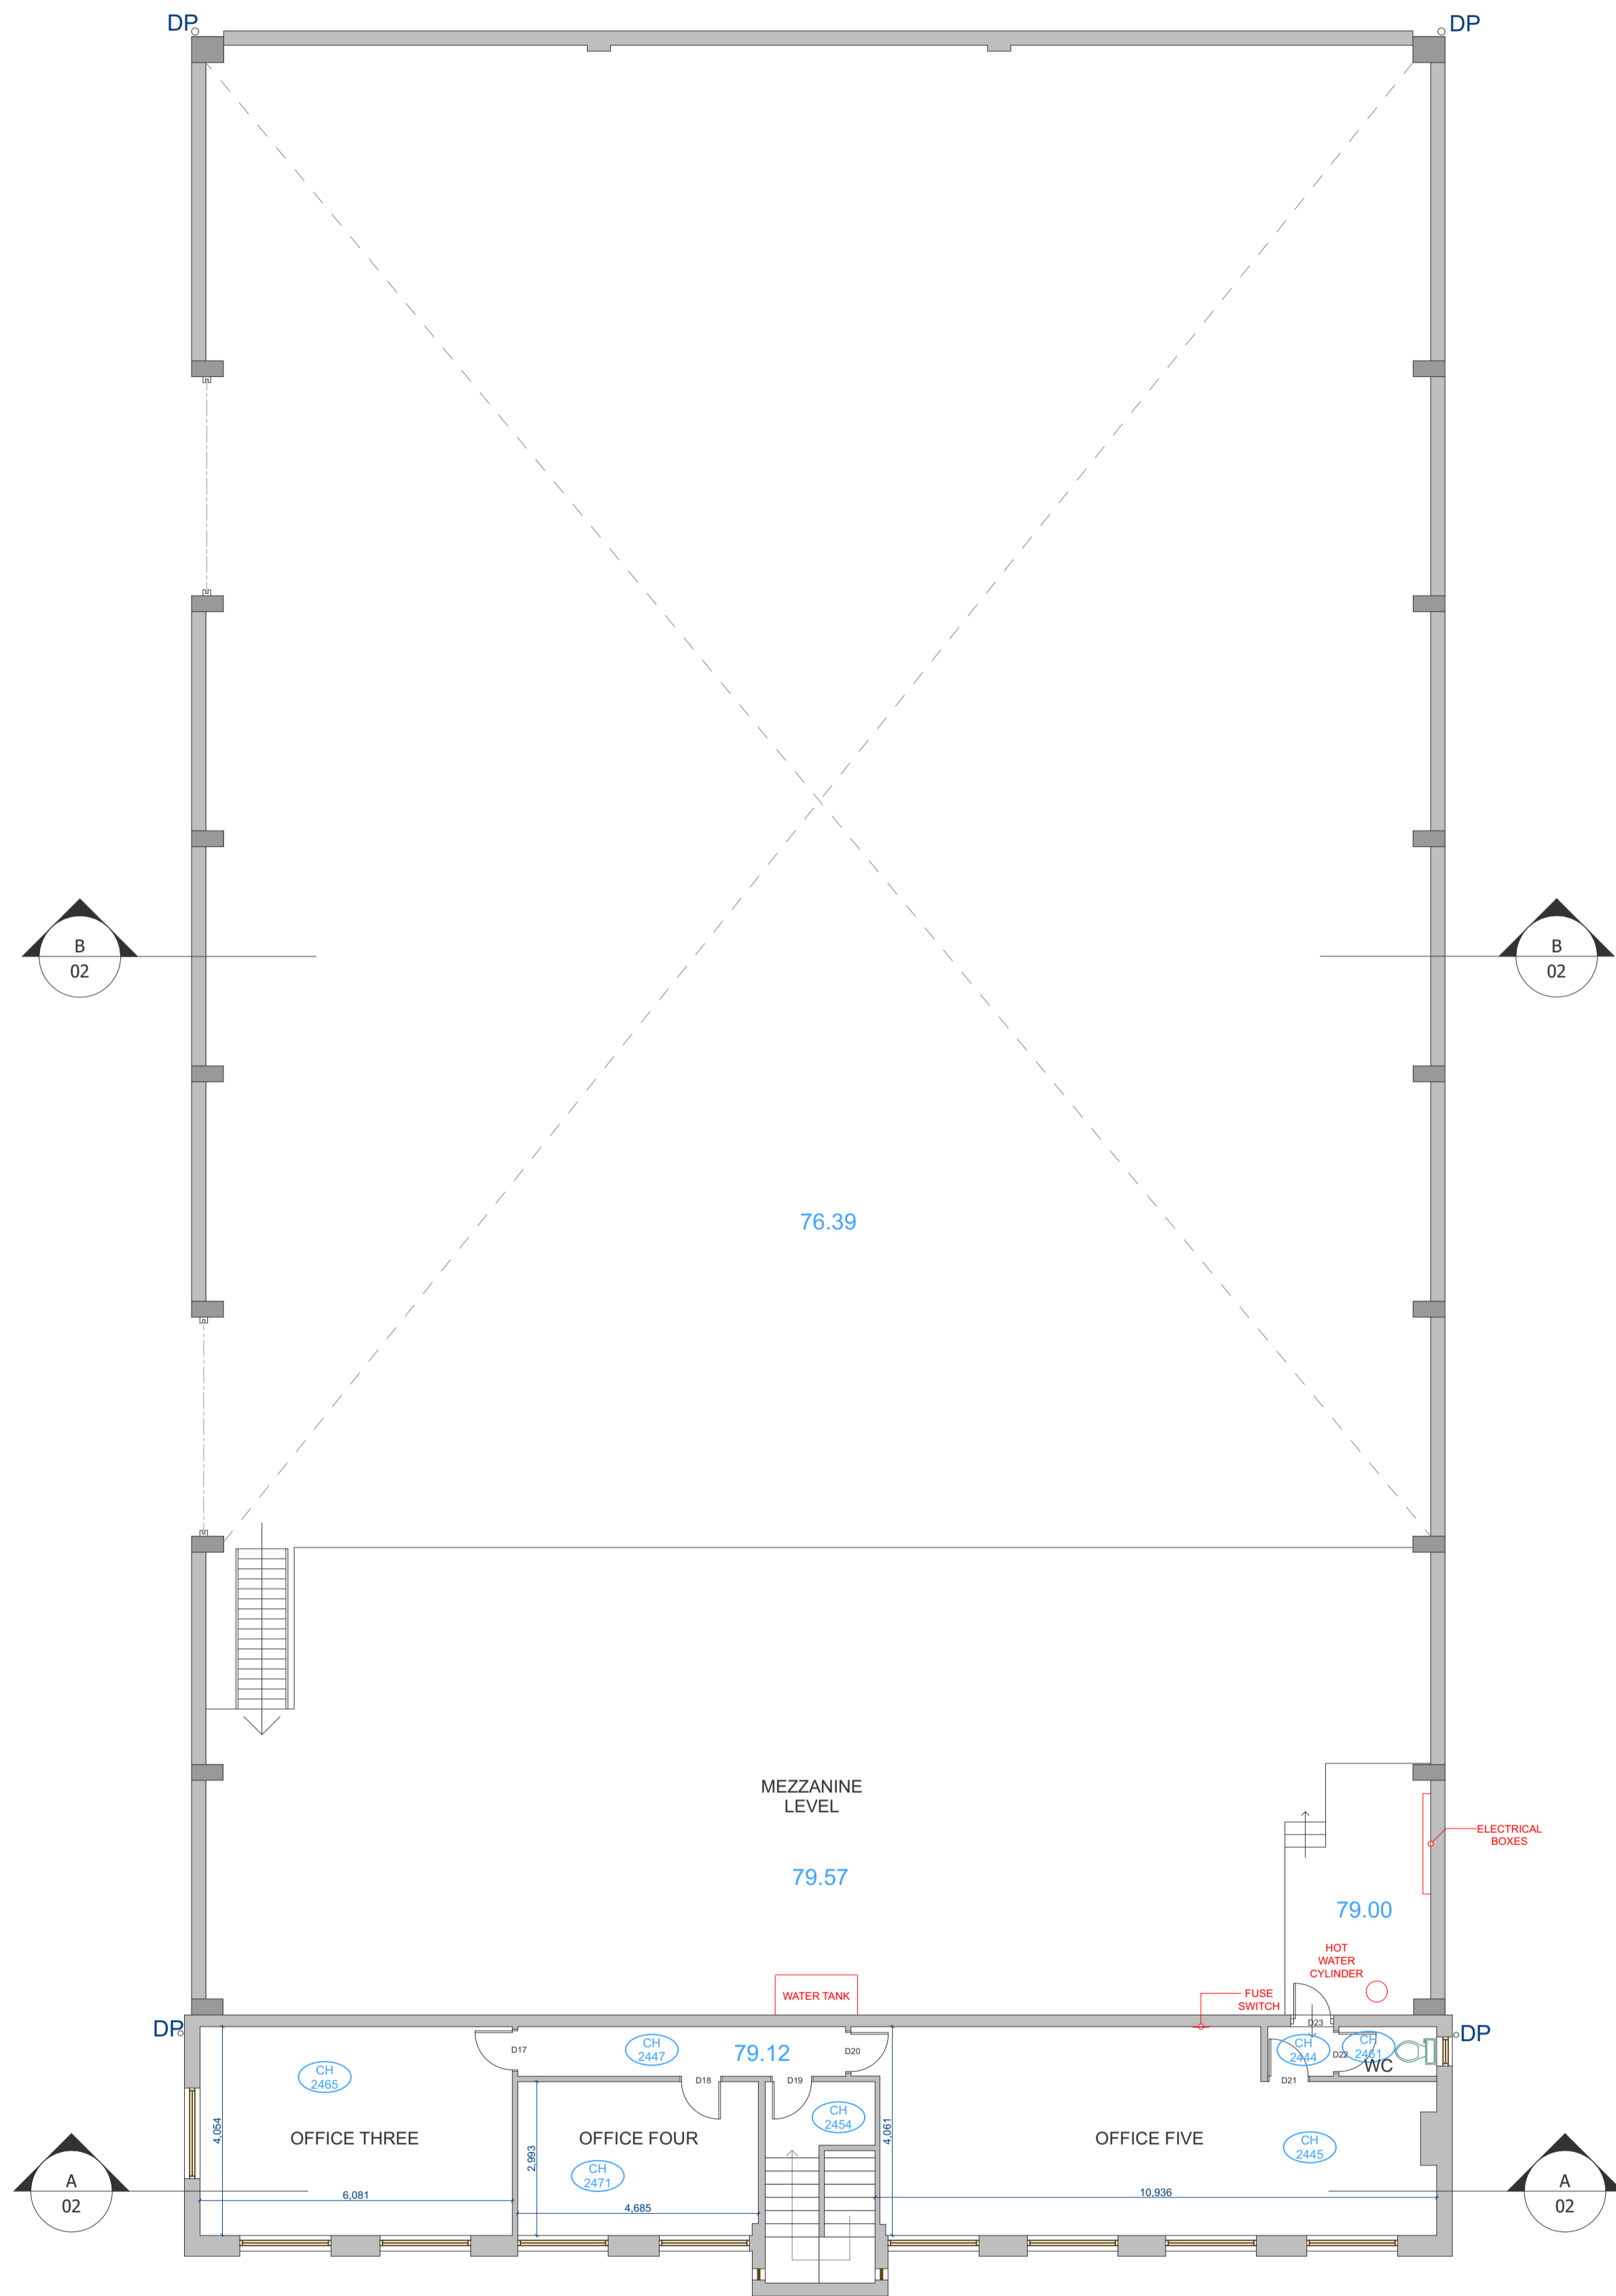 DP
DP
B
02
B
02
76.39
MEZZANINE
LEVEL
ELECTRICAL
BOXES
79.57
79.00
HOT
WATER
CYLINDER
WATER TANK
FUSE
SWITCH
DP
DP
D23
D17
CH
2447
79.12
D20
CH
2444
D22
CH
2451
WC
CH
2465
D18
D19
D21
CH
2454
4,054
OFFICE THREE
2,993
OFFICE FOUR
4,061
OFFICE FIVE
CH
2445
CH
2471
A
02
A
02
6,081
4,685
10,936